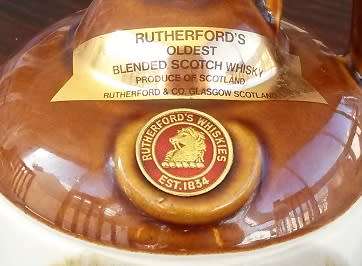 RUTHERFORD'S
OLDEST
BLENDED SCOTCH WHISKY
PRODUCE OF SCOTLAND
RUTHERFORD & CO. GLASGOW SCOTLAND
RUTHERFORD'S WHISKIES
EST. 1834